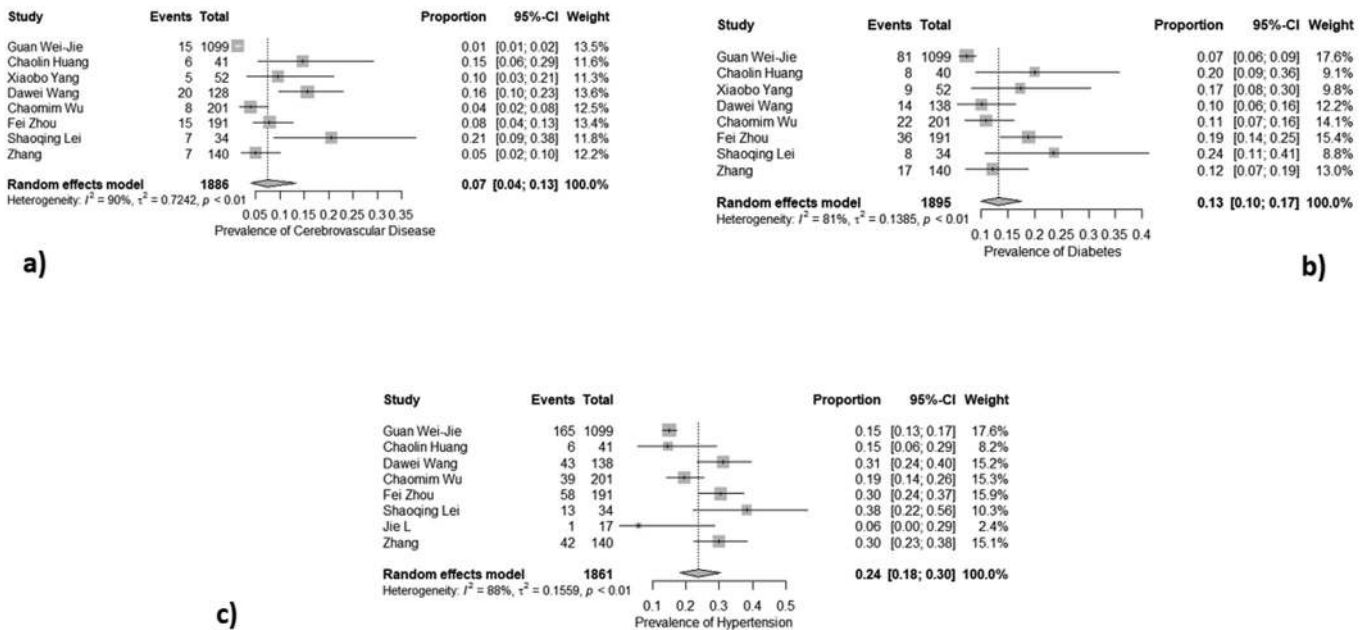 Study Events Total Proportion 95%-CI Weight
Guan Wei-Jie 15 1099 0.01 [0.01; 0.02] 13.5%
Chaolin Huang 6 41 0.15 [0.06; 0.29] 11.6%
Xiaobo Yang 5 52 0.10 [0.03; 0.21] 11.3%
Dawei Wang 20 128 0.16 [0.10; 0.23] 13.6%
Chaomim Wu 8 201 0.04 [0.02; 0.08] 12.5%
Fei Zhou 15 191 0.08 [0.04; 0.13] 13.4%
Shaoqing Lei 7 34 0.21 [0.09; 0.38] 11.8%
Zhang 7 140 0.05 [0.02; 0.10] 12.2%
Random effects model 1886 0.07 [0.04; 0.13] 100.0%
Heterogeneity: I² = 90%, τ² = 0.7242, p < 0.01
0.05 0.1 0.15 0.2 0.25 0.3 0.35
Prevalence of Cerebrovascular Disease
a)
Study Events Total Proportion 95%-CI Weight
Guan Wei-Jie 81 1099 0.07 [0.06; 0.09] 17.6%
Chaolin Huang 8 40 0.20 [0.09; 0.36] 9.1%
Xiaobo Yang 9 52 0.17 [0.08; 0.30] 9.8%
Dawei Wang 14 138 0.10 [0.06; 0.16] 12.2%
Chaomim Wu 22 201 0.11 [0.07; 0.16] 14.1%
Fei Zhou 36 191 0.19 [0.14; 0.25] 15.4%
Shaoqing Lei 8 34 0.24 [0.11; 0.41] 8.8%
Zhang 17 140 0.12 [0.07; 0.19] 13.0%
Random effects model 1895 0.13 [0.10; 0.17] 100.0%
Heterogeneity: I² = 81%, τ² = 0.1385, p < 0.01
0.1 0.15 0.2 0.25 0.3 0.35 0.4
Prevalence of Diabetes
b)
Study Events Total Proportion 95%-CI Weight
Guan Wei-Jie 165 1099 0.15 [0.13; 0.17] 17.6%
Chaolin Huang 6 41 0.15 [0.06; 0.29] 8.2%
Dawei Wang 43 138 0.31 [0.24; 0.40] 15.2%
Chaomim Wu 39 201 0.19 [0.14; 0.26] 15.3%
Fei Zhou 58 191 0.30 [0.24; 0.37] 15.9%
Shaoqing Lei 13 34 0.38 [0.22; 0.56] 10.3%
Jie L 1 17 0.06 [0.00; 0.29] 2.4%
Zhang 42 140 0.30 [0.23; 0.38] 15.1%
Random effects model 1861 0.24 [0.18; 0.30] 100.0%
Heterogeneity: I² = 88%, τ² = 0.1559, p < 0.01
0.1 0.2 0.3 0.4 0.5
Prevalence of Hypertension
c)